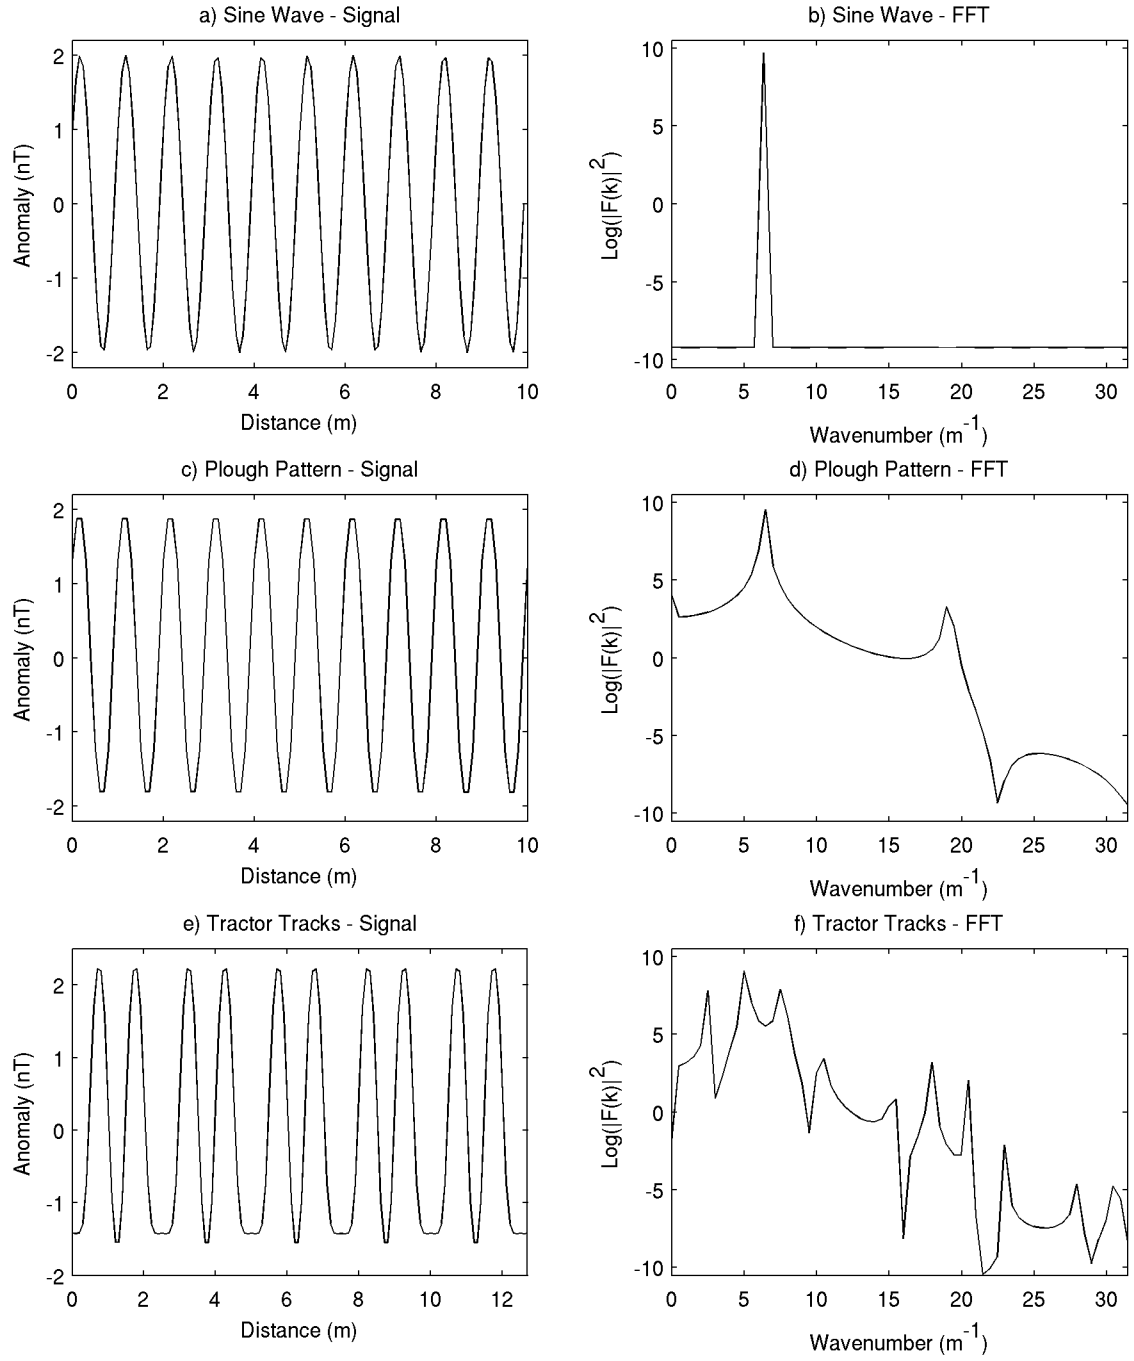 a) Sine Wave - Signal
b) Sine Wave - FFT
2
1
0
-1
-2
Anomaly (nT)
0 2 4 6 8 10
Distance (m)
10
5
0
-5
-10
Log(|F(k)|^2)
0 5 10 15 20 25 30
Wavenumber (m^-1)
c) Plough Pattern - Signal
d) Plough Pattern - FFT
2
1
0
-1
-2
Anomaly (nT)
0 2 4 6 8 10
Distance (m)
10
5
0
-5
-10
Log(|F(k)|^2)
0 5 10 15 20 25 30
Wavenumber (m^-1)
e) Tractor Tracks - Signal
f) Tractor Tracks - FFT
2
1
0
-1
-2
Anomaly (nT)
0 2 4 6 8 10 12
Distance (m)
10
5
0
-5
-10
Log(|F(k)|^2)
0 5 10 15 20 25 30
Wavenumber (m^-1)